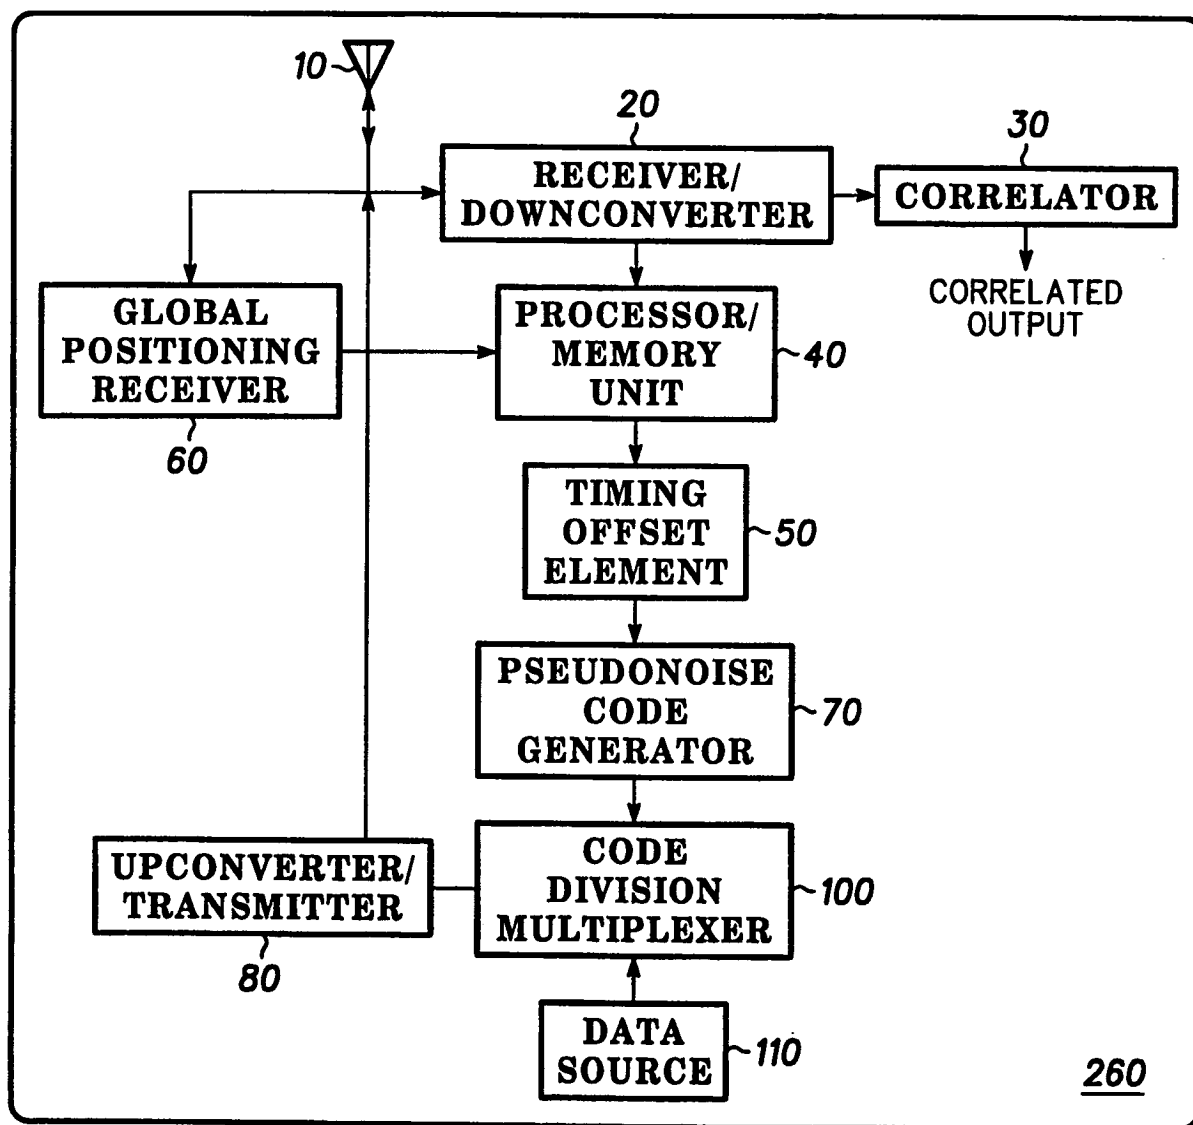 10
20
30
RECEIVER/
DOWNCONVERTER
CORRELATOR
CORRELATED
OUTPUT
GLOBAL
POSITIONING
RECEIVER
60
PROCESSOR/
MEMORY
UNIT
40
TIMING
OFFSET
ELEMENT
50
PSEUDONOISE
CODE
GENERATOR
70
UPCONVERTER/
TRANSMITTER
80
CODE
DIVISION
MULTIPLEXER
100
DATA
SOURCE
110
260